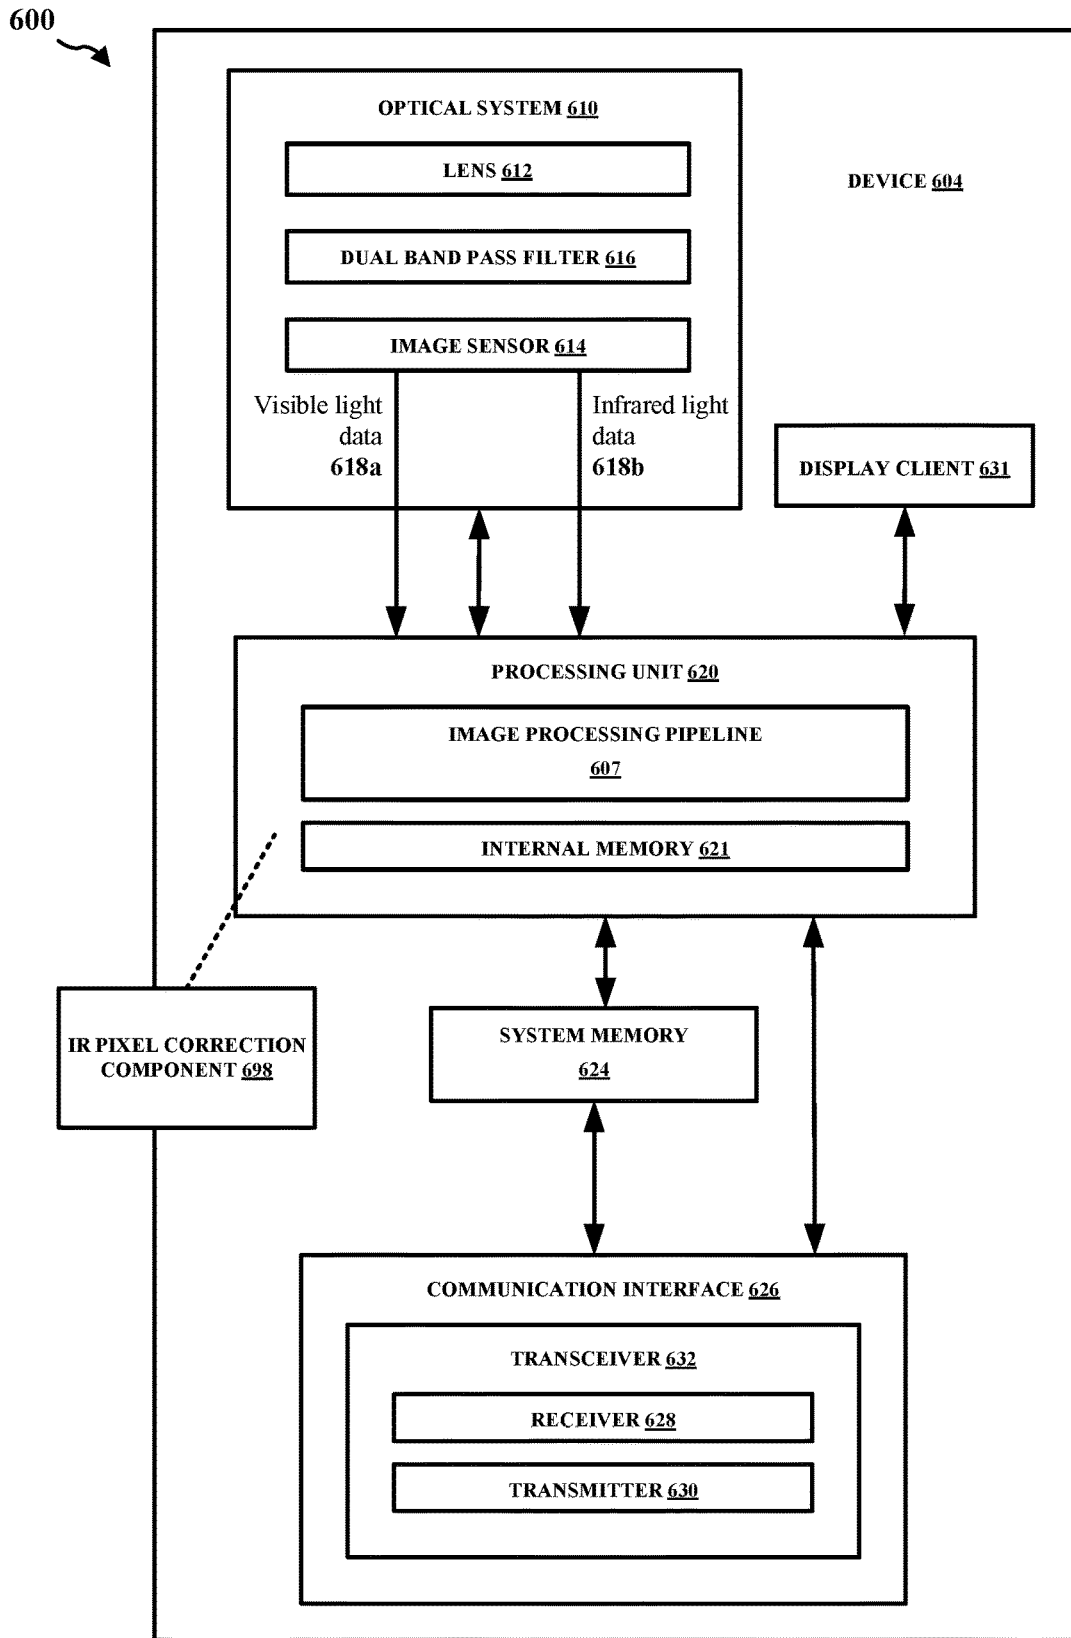 600
OPTICAL SYSTEM 610
LENS 612
DEVICE 604
DUAL BAND PASS FILTER 616
IMAGE SENSOR 614
Visible light
data
618a
Infrared light
data
618b
DISPLAY CLIENT 631
PROCESSING UNIT 620
IMAGE PROCESSING PIPELINE
607
INTERNAL MEMORY 621
IR PIXEL CORRECTION
COMPONENT 698
SYSTEM MEMORY
624
COMMUNICATION INTERFACE 626
TRANSCEIVER 632
RECEIVER 628
TRANSMITTER 630